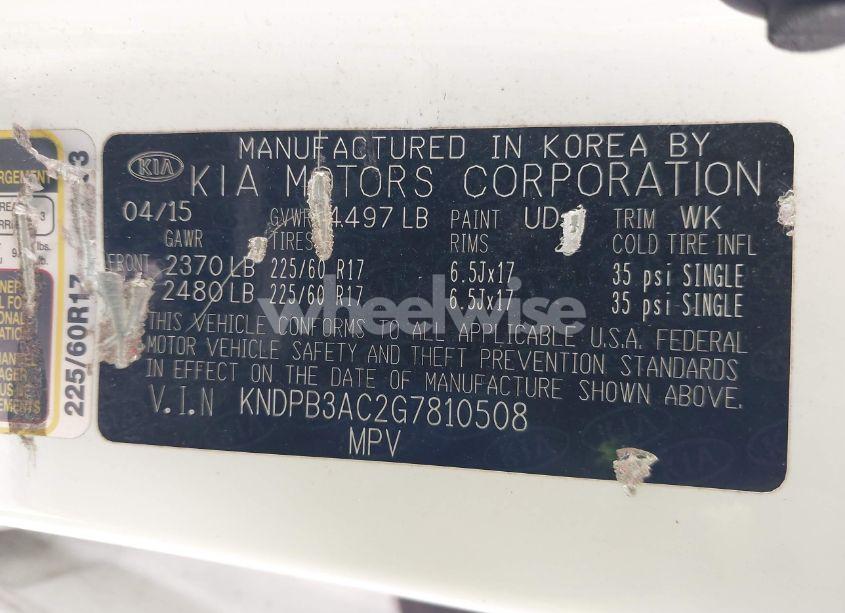 MANUFACTURED IN KOREA BY
KIA KIA MOTORS CORPORATION
04/15 GVWR 4.497 LB PAINT UD TRIM WK
GAWR TIRES RIMS COLD TIRE INFL
FRONT 2370 LB 225/60 R17 6.5Jx17 35 psi SINGLE
2480 LB 225/60 R17 6.5Jx17 35 psi SINGLE
wheelwise
THIS VEHICLE CONFORMS TO ALL APPLICABLE U.S.A. FEDERAL
MOTOR VEHICLE SAFETY AND THEFT PREVENTION STANDARDS
IN EFFECT ON THE DATE OF MANUFACTURE SHOWN ABOVE.
V.I.N KNDPB3AC2G7810508
MPV
225/60R17